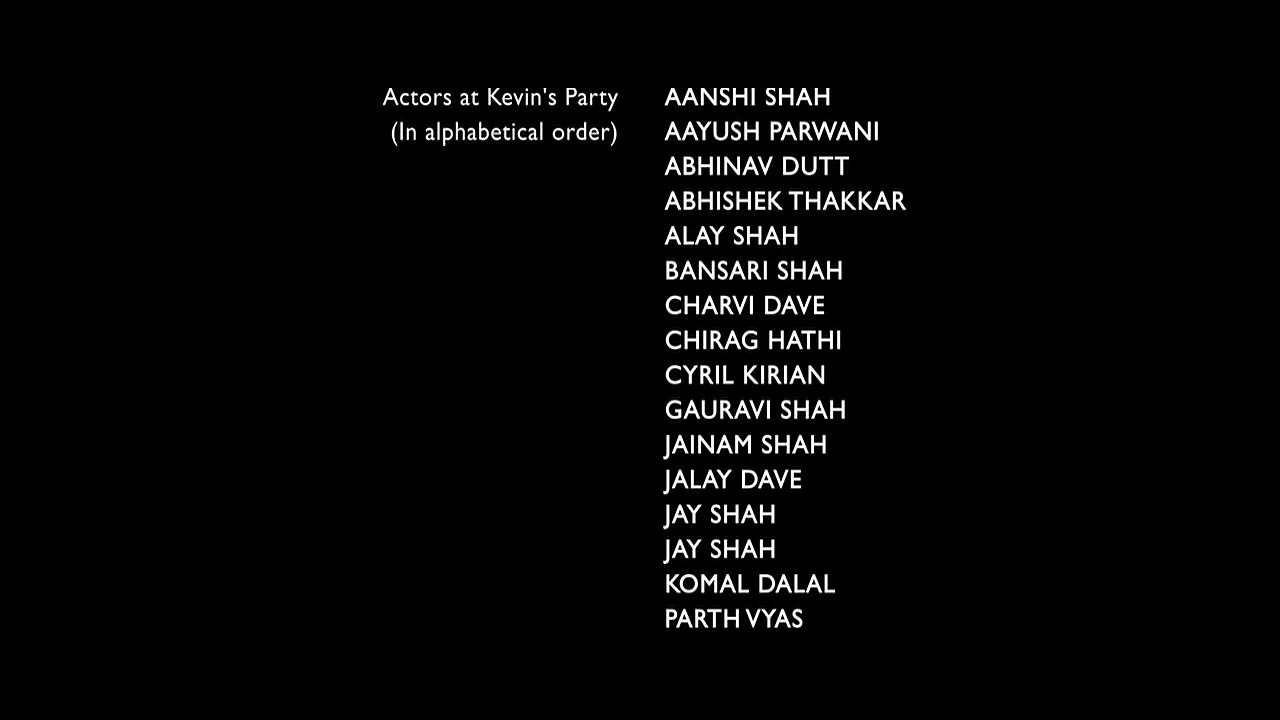 Actors at Kevin's Party AANSHI SHAH
(In alphabetical order) AAYUSH PARWANI
ABHINAV DUTT
ABHISHEK THAKKAR
ALAY SHAH
BANSARI SHAH
CHARVI DAVE
CHIRAG HATHI
CYRIL KIRIAN
GAURAVI SHAH
JAINAM SHAH
JALAY DAVE
JAY SHAH
JAY SHAH
KOMAL DALAL
PARTH VYAS